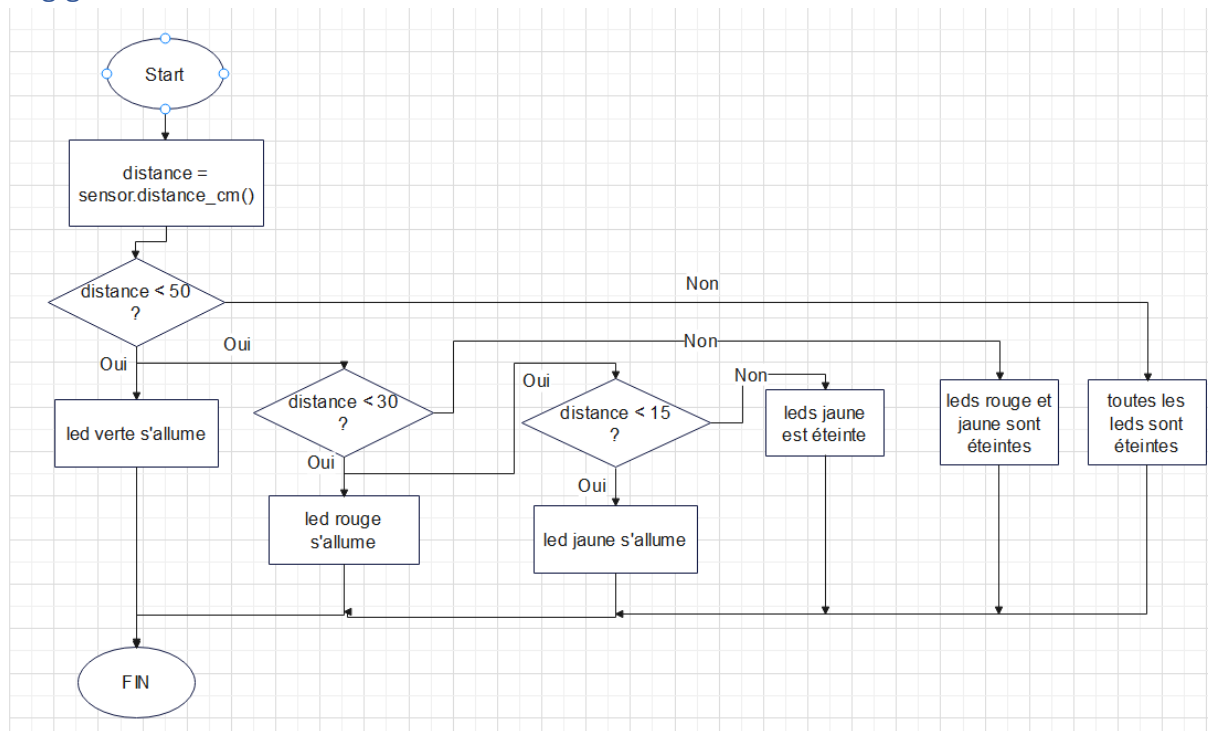 Start
distance =
sensor.distance_cm()
distance < 50
?
Non
Oui
Oui
led verte s'allume
distance < 30
?
Non
Oui
Oui
led rouge
s'allume
distance < 15
?
Non
Oui
led jaune s'allume
leds jaune
est éteinte
leds rouge et
jaune sont
éteintes
toutes les
leds sont
éteintes
FIN